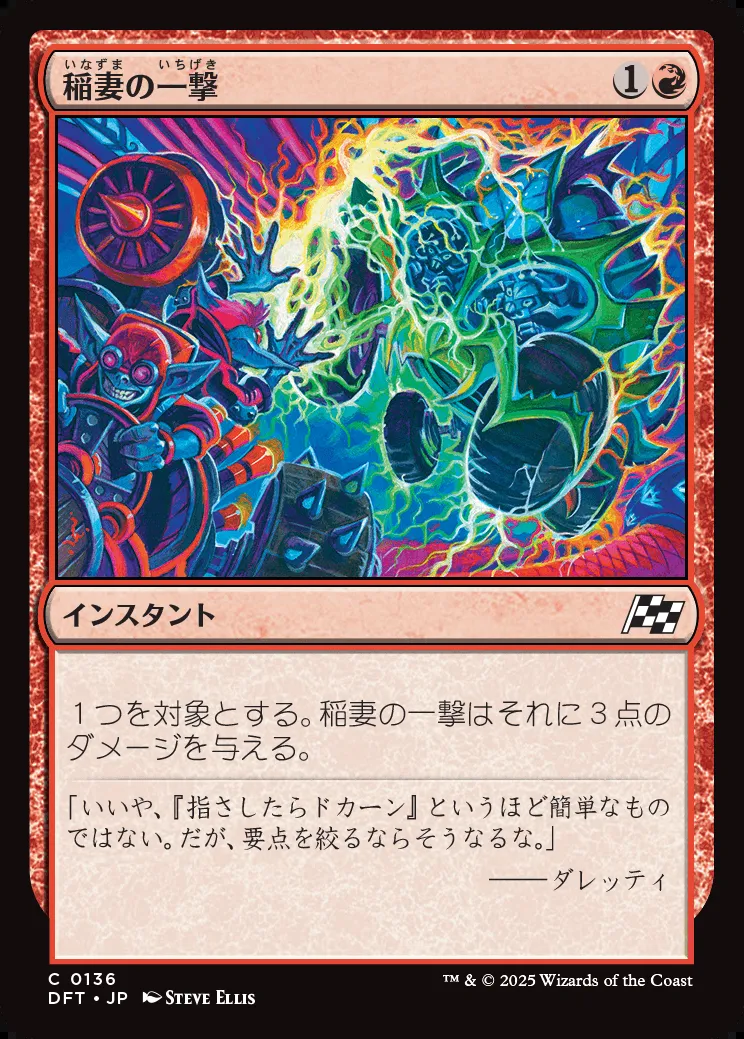 いなずま いちげき
稲妻の一撃 1
インスタント
1つを対象とする。稲妻の一撃はそれに3点の
ダメージを与える。
「いいや、『指さしたらドカーン』というほど簡単なもの
ではない。だが、要点を絞るならそうなるな。」
――ダレッティ
C 0136
™ & © 2025 Wizards of the Coast
DFT • JP STEVE ELLIS